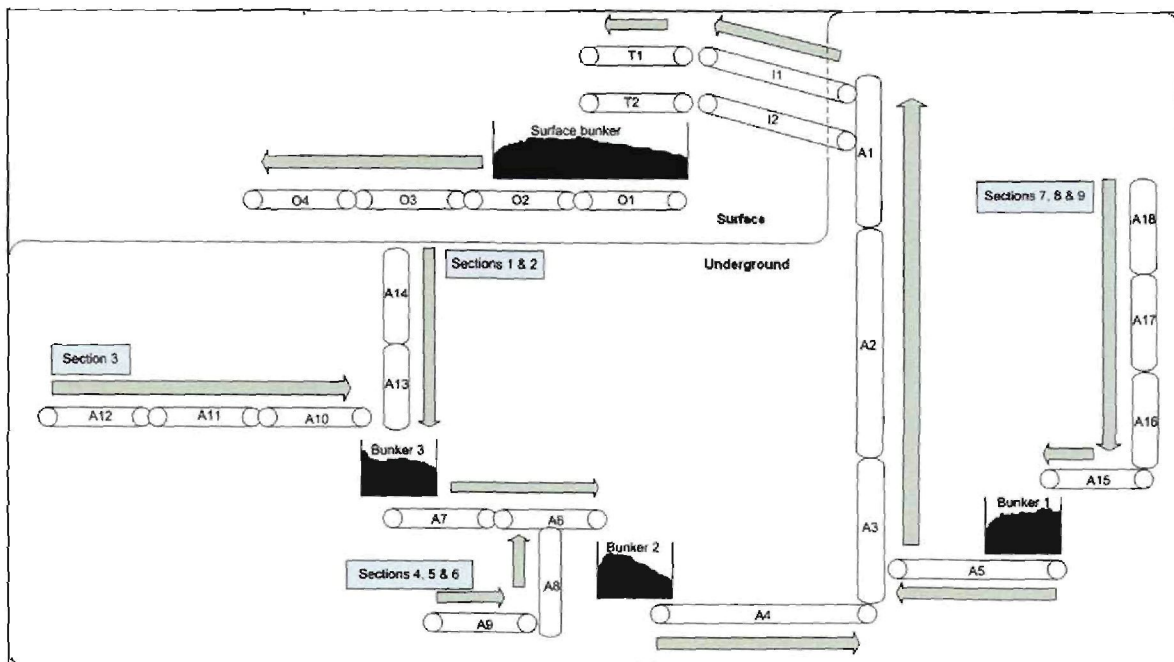 T1
I1
T2
I2
Surface bunker
A1
O4
O3
O2
O1
Surface
Sections 7, 8 & 9
A18
Underground
Sections 1 & 2
A14
A17
A2
Section 3
A13
A12
A11
A10
A16
Bunker 3
A15
A7
A6
A3
Bunker 1
Bunker 2
Sections 4, 5 & 6
A8
A5
A9
A4